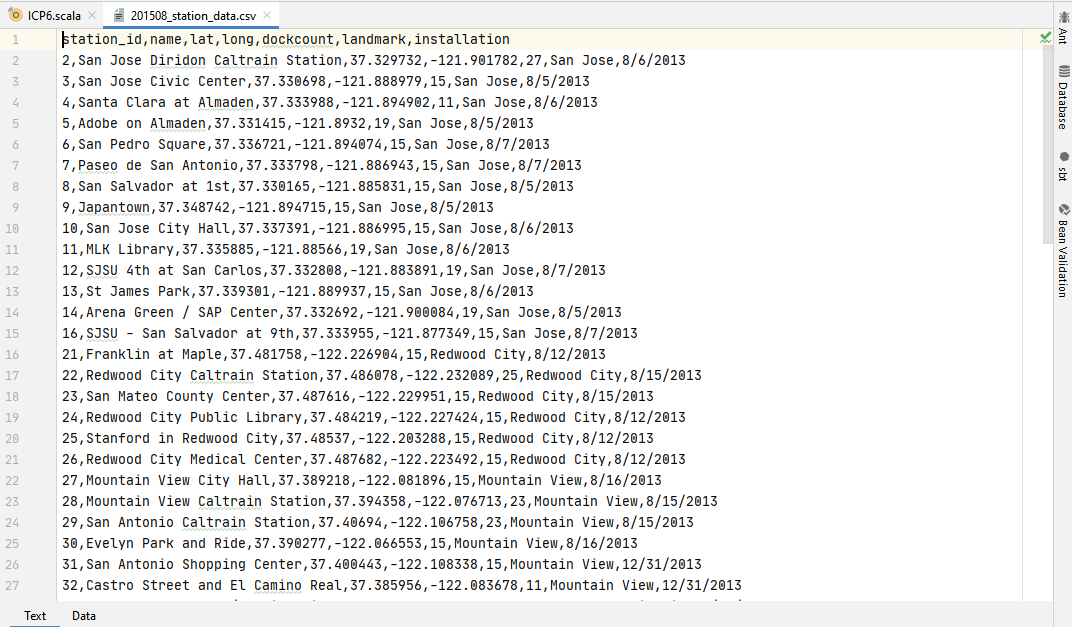 ICP6.scala
201508_station_data.csv
1 station_id,name,lat,long,dockcount,landmark,installation
2 2,San Jose Diridon Caltrain Station,37.329732,-121.901782,27,San Jose,8/6/2013
3 3,San Jose Civic Center,37.330698,-121.888979,15,San Jose,8/5/2013
4 4,Santa Clara at Almaden,37.333988,-121.894902,11,San Jose,8/6/2013
5 5,Adobe on Almaden,37.331415,-121.8932,19,San Jose,8/5/2013
6 6,San Pedro Square,37.336721,-121.894074,15,San Jose,8/7/2013
7 7,Paseo de San Antonio,37.333798,-121.886943,15,San Jose,8/7/2013
8 8,San Salvador at 1st,37.330165,-121.885831,15,San Jose,8/5/2013
9 9,Japantown,37.348742,-121.894715,15,San Jose,8/5/2013
10 10,San Jose City Hall,37.337391,-121.886995,15,San Jose,8/6/2013
11 11,MLK Library,37.335885,-121.88566,19,San Jose,8/6/2013
12 12,SJSU 4th at San Carlos,37.332808,-121.883891,19,San Jose,8/7/2013
13 13,St James Park,37.339301,-121.889937,15,San Jose,8/6/2013
14 14,Arena Green / SAP Center,37.332692,-121.900084,19,San Jose,8/5/2013
15 16,SJSU - San Salvador at 9th,37.333955,-121.877349,15,San Jose,8/7/2013
16 21,Franklin at Maple,37.481758,-122.226904,15,Redwood City,8/12/2013
17 22,Redwood City Caltrain Station,37.486078,-122.232089,25,Redwood City,8/15/2013
18 23,San Mateo County Center,37.487616,-122.229951,15,Redwood City,8/15/2013
19 24,Redwood City Public Library,37.484219,-122.227424,15,Redwood City,8/12/2013
20 25,Stanford in Redwood City,37.48537,-122.203288,15,Redwood City,8/12/2013
21 26,Redwood City Medical Center,37.487682,-122.223492,15,Redwood City,8/12/2013
22 27,Mountain View City Hall,37.389218,-122.081896,15,Mountain View,8/16/2013
23 28,Mountain View Caltrain Station,37.394358,-122.076713,23,Mountain View,8/15/2013
24 29,San Antonio Caltrain Station,37.40694,-122.106758,23,Mountain View,8/15/2013
25 30,Evelyn Park and Ride,37.390277,-122.066553,15,Mountain View,8/16/2013
26 31,San Antonio Shopping Center,37.400443,-122.108338,15,Mountain View,12/31/2013
27 32,Castro Street and El Camino Real,37.385956,-122.083678,11,Mountain View,12/31/2013
Text Data
Ant
Database
sbt
Bean Validation